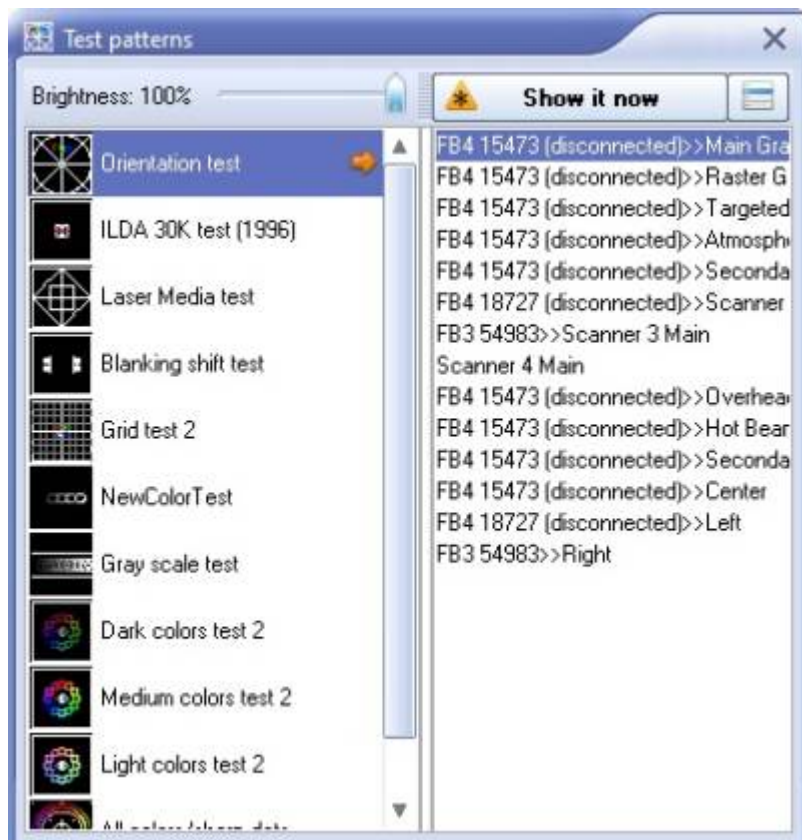 Test patterns
Brightness: 100%
Show it now
Orientation test
ILDA 30K test (1996)
Laser Media test
Blanking shift test
Grid test 2
NewColorTest
Gray scale test
Dark colors test 2
Medium colors test 2
Light colors test 2
FB4 15473 (disconnected)>>Main Gra
FB4 15473 (disconnected)>>Raster G
FB4 15473 (disconnected)>>Targeted
FB4 15473 (disconnected)>>Atmosph
FB4 15473 (disconnected)>>Seconda
FB4 18727 (disconnected)>>Scanner
FB3 54983>>Scanner 3 Main
Scanner 4 Main
FB4 15473 (disconnected)>>Overhea
FB4 15473 (disconnected)>>Hot Bear
FB4 15473 (disconnected)>>Seconda
FB4 15473 (disconnected)>>Center
FB4 18727 (disconnected)>>Left
FB3 54983>>Right